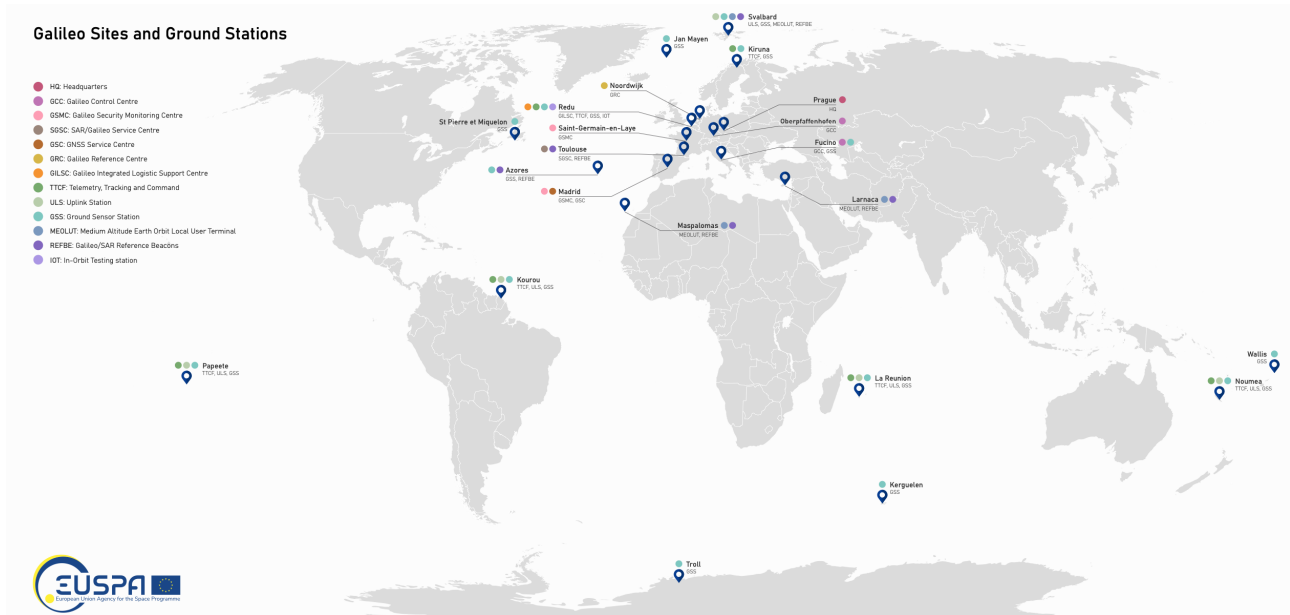 Galileo Sites and Ground Stations
HQ: Headquarters
GCC: Galileo Control Centre
GSMC: Galileo Security Monitoring Centre
SGSC: SAR/Galileo Service Centre
GSC: GNSS Service Centre
GRC: Galileo Reference Centre
GILSC: Galileo Integrated Logistic Support Centre
TTCF: Telemetry, Tracking and Command
ULS: Uplink Station
GSS: Ground Sensor Station
MEOLUT: Medium Altitude Earth Orbit Local User Terminal
REFBE: Galileo/SAR Reference Beacons
IOT: In-Orbit Testing station
Svalbard
ULS, GSS, MEOLUT, REFBE
Jan Mayen
GSS
Kiruna
TTCF, GSS
Noordwijk
GRC
Redu
GILSC, TTCF, GSS, IOT
St Pierre et Miquelon
GSS
Saint-Germain-en-Laye
GSMC
Toulouse
SGSC, REFBE
Azores
GSS, REFBE
Madrid
GSMC, GSC
Prague
HQ
Oberpfaffenhofen
GCC
Fucino
GCC, GSS
Larnaca
MEOLUT, REFBE
Maspalomas
MEOLUT, REFBE
Kourou
TTCF, ULS, GSS
Papeete
TTCF, ULS, GSS
La Reunion
TTCF, ULS, GSS
Wallis
GSS
Noumea
TTCF, ULS, GSS
Kerguelen
GSS
Troll
GSS
EUSPA
European Union Agency for the Space Programme